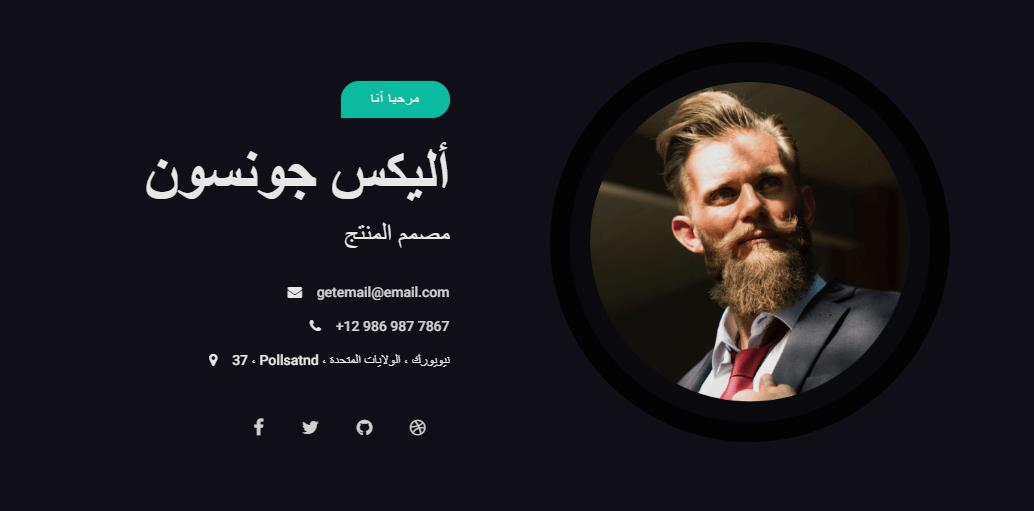 مرحبا أنا
أليكس جونسون
مصمم المنتج
getemail@email.com
+12 986 987 7867
نيويورك ، الولايات المتحدة ، Pollsatnd ، 37